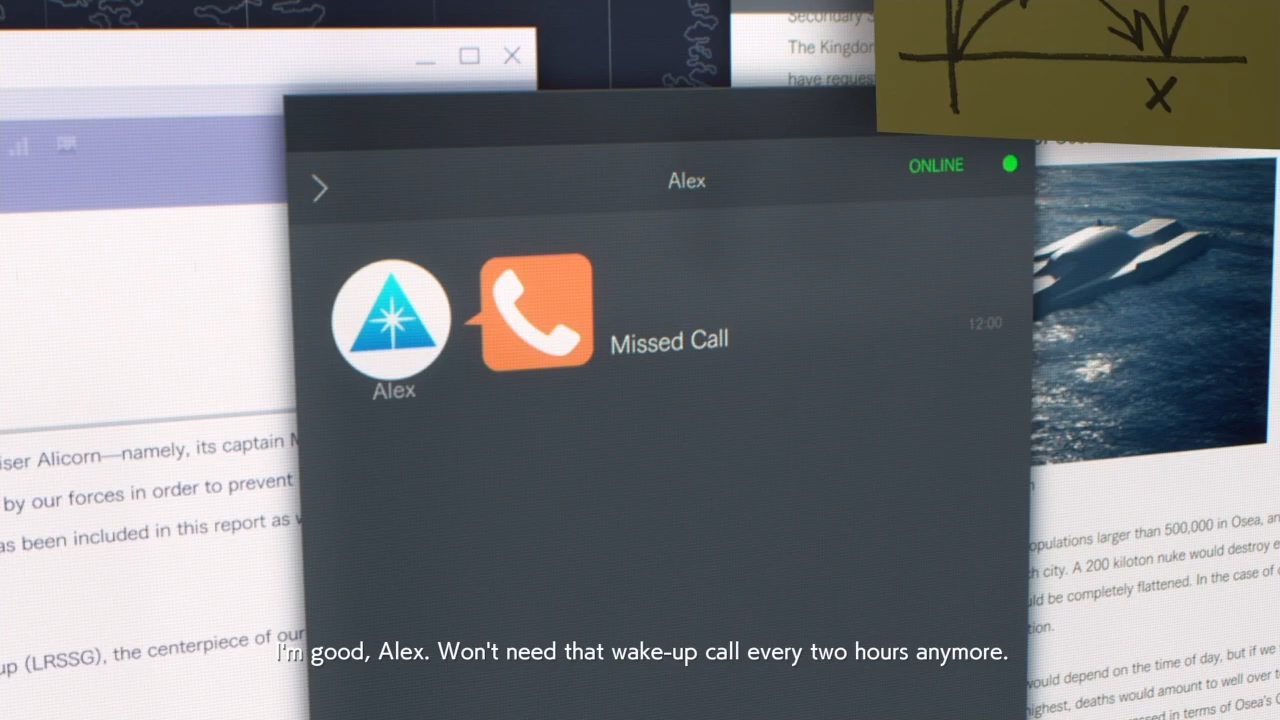 Secondary
The Kingdom
have reques
X
Alex
ONLINE
Missed Call
12:00
Alex
iser Alicorn—namely, its captain M
by our forces in order to prevent
as been included in this report as w
up (LRSSG), the centerpiece of our
opulations larger than 500,000 in Osea, an
h city. A 200 kiloton nuke would destroy e
uld be completely flattened. In the case of
tion.
would depend on the time of day, but if we
highest, deaths would amount to well over t
ssed in terms of Osea's G
I'm good, Alex. Won't need that wake-up call every two hours anymore.